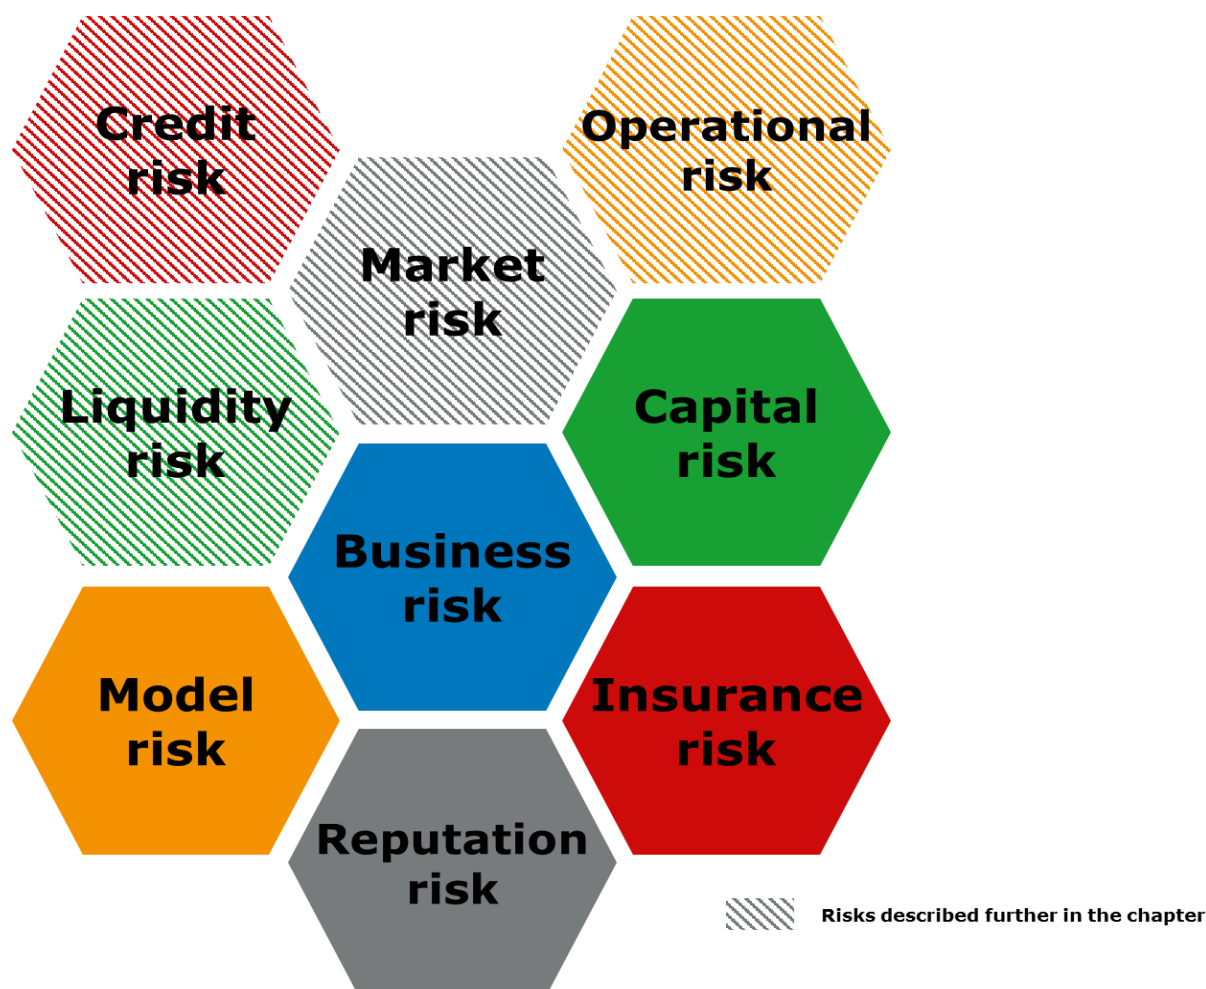 Credit
risk
Operational
risk
Market
risk
Liquidity
risk
Capital
risk
Business
risk
Model
risk
Insurance
risk
Reputation
risk
Risks described further in the chapter